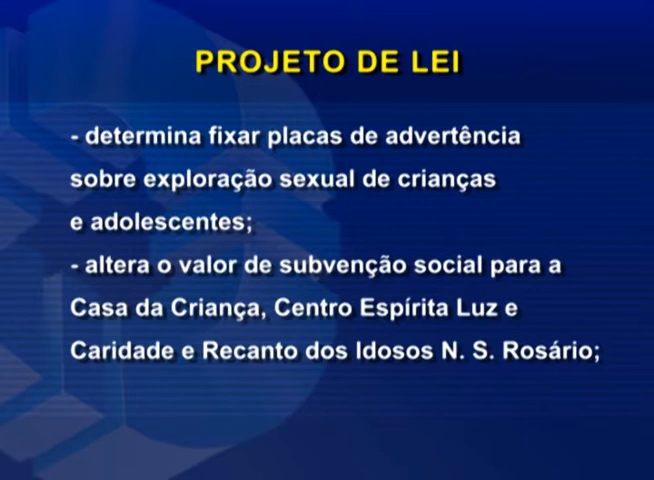 PROJETO DE LEI
- determina fixar placas de advertência
sobre exploração sexual de crianças
e adolescentes;
- altera o valor de subvenção social para a
Casa da Criança, Centro Espírita Luz e
Caridade e Recanto dos Idosos N. S. Rosário;